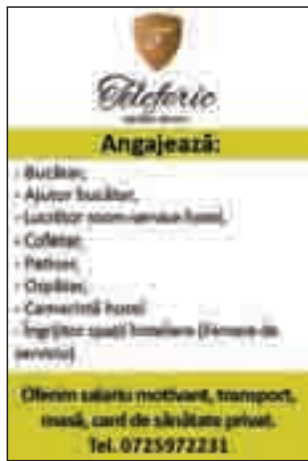 Teleferic
Angajează:
- Bucătar,
- Ajutor bucătar,
- Lucrător room-service hotel,
- Cofetar,
- Patiser,
- Ospătar,
- Cameristă hotel
- Îngrijitor spații hoteliere (Femeie de
serviciu)
Oferim salariu motivant, transport,
masă, card de sănătate privat.
Tel. 0725972231